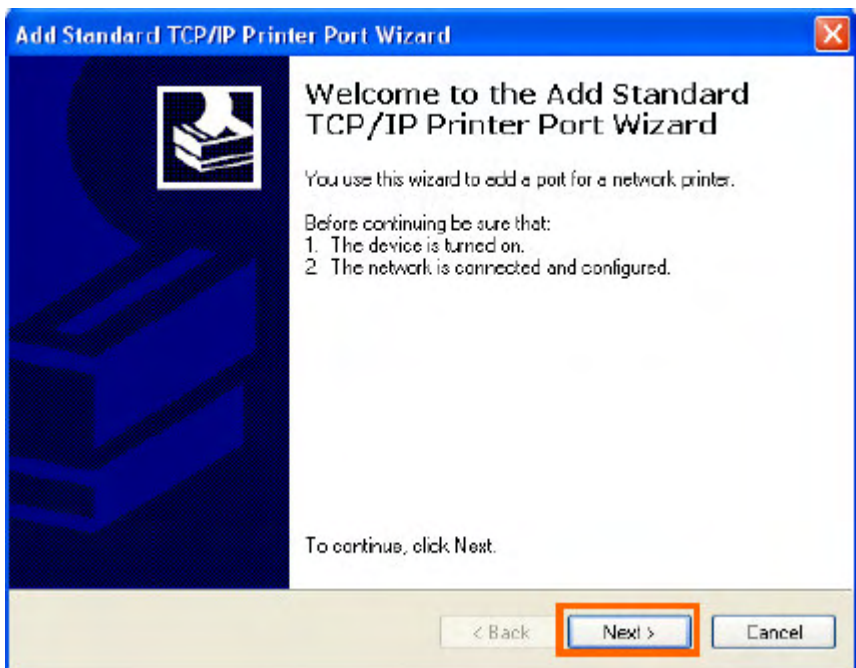 Add Standard TCP/IP Printer Port Wizard
Welcome to the Add Standard
TCP/IP Printer Port Wizard
You use this wizard to add a port for a network printer.
Before continuing be sure that:
1. The device is turned on.
2. The network is connected and configured.
To continue, click Next.
< Back
Next >
Cancel